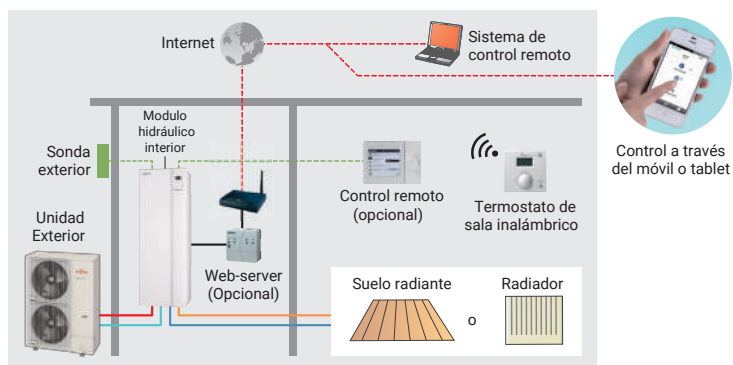 Internet
Sistema de
control remoto
Modulo
hidráulico
interior
Sonda
exterior
Control a través
del móvil o tablet
Control remoto
(opcional)
Termostato de
sala inalámbrico
Unidad
Exterior
Web-server
(Opcional)
Suelo radiante
o
Radiador